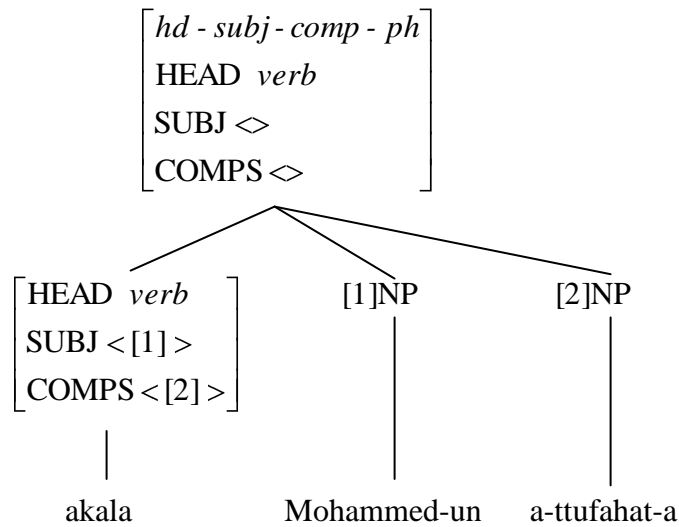 hd - subj - comp - ph
HEAD verb
SUBJ <>
COMPS <>
HEAD verb [1]NP [2]NP
SUBJ < [1] >
COMPS < [2] >
akala Mohammed-un a-ttufahat-a